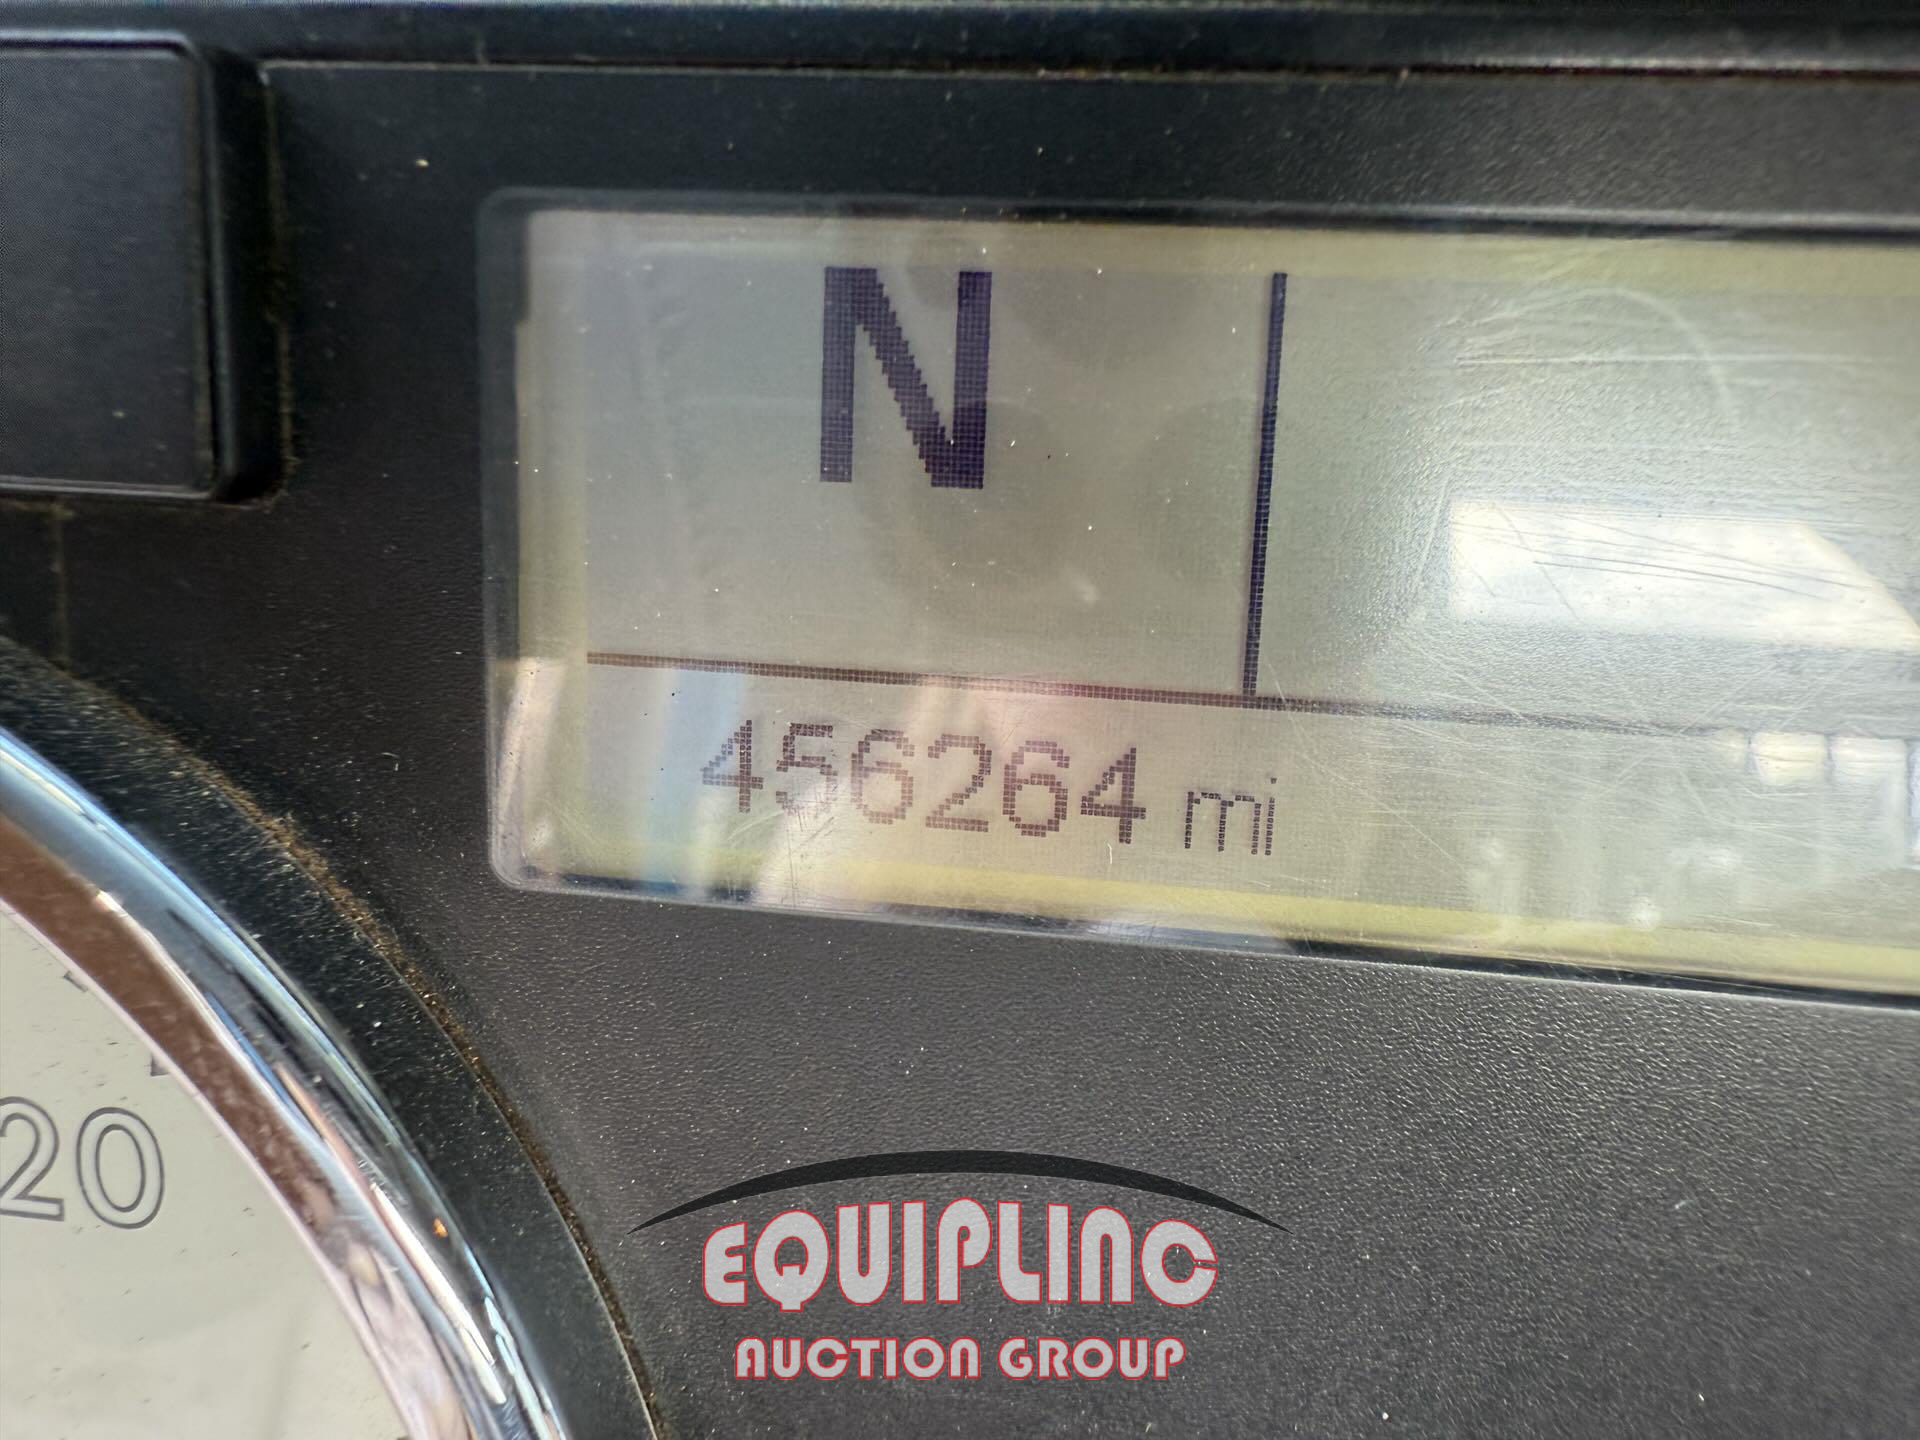 N
456264 mi
20
EQUIPLINC
AUCTION GROUP